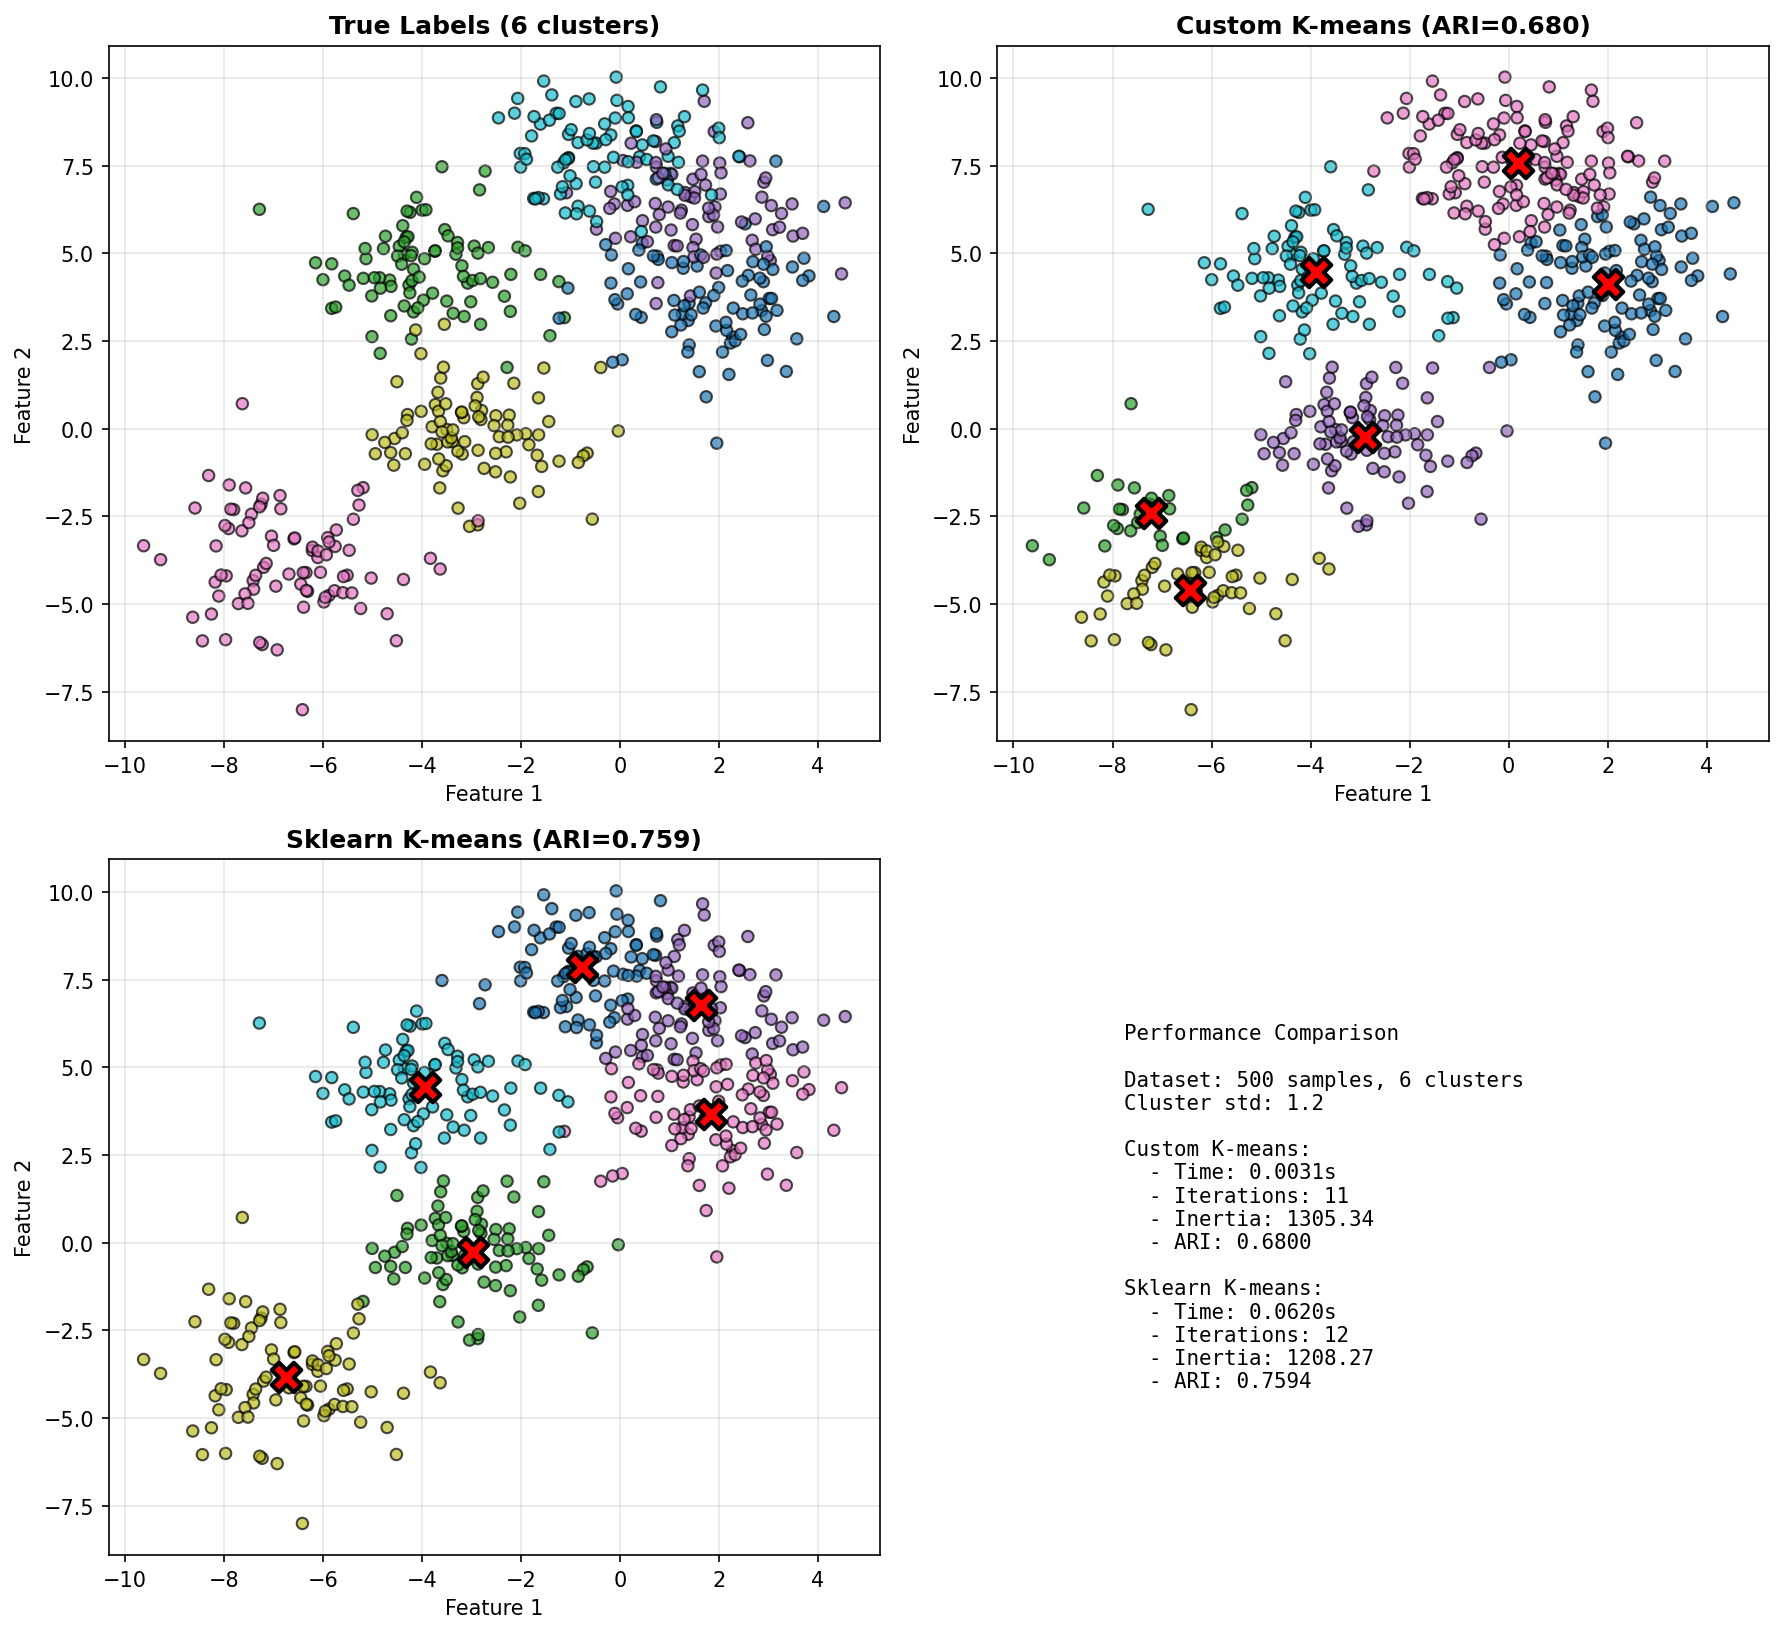 True Labels (6 clusters)
10.0
7.5
5.0
2.5
0.0
−2.5
−5.0
−7.5
Feature 2
−10 −8 −6 −4 −2 0 2 4
Feature 1
Custom K-means (ARI=0.680)
10.0
7.5
5.0
2.5
0.0
−2.5
−5.0
−7.5
Feature 2
−10 −8 −6 −4 −2 0 2 4
Feature 1
Sklearn K-means (ARI=0.759)
10.0
7.5
5.0
2.5
0.0
−2.5
−5.0
−7.5
Feature 2
−10 −8 −6 −4 −2 0 2 4
Feature 1
Performance Comparison
Dataset: 500 samples, 6 clusters
Cluster std: 1.2
Custom K-means:
- Time: 0.0031s
- Iterations: 11
- Inertia: 1305.34
- ARI: 0.6800
Sklearn K-means:
- Time: 0.0620s
- Iterations: 12
- Inertia: 1208.27
- ARI: 0.7594